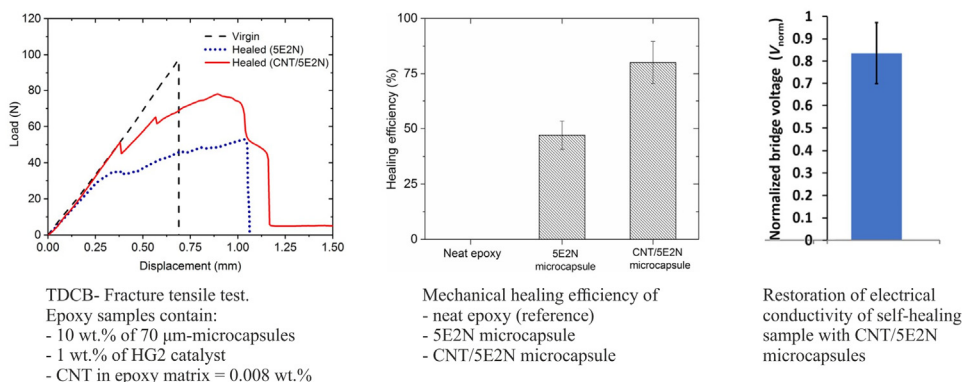 120
100
80
60
40
20
0
Load (N)
Virgin
Healed (5E2N)
Healed (CNT/5E2N)
0.00 0.25 0.50 0.75 1.00 1.25 1.50
Displacement (mm)
TDCB- Fracture tensile test.
Epoxy samples contain:
- 10 wt.% of 70 μm-microcapsules
- 1 wt.% of HG2 catalyst
- CNT in epoxy matrix = 0.008 wt.%
100
75
50
25
0
Healing efficiency (%)
Neat epoxy
5E2N
microcapsule
CNT/5E2N
microcapsule
Mechanical healing efficiency of
- neat epoxy (reference)
- 5E2N microcapsule
- CNT/5E2N microcapsule
Normalized bridge voltage (Vnorm)
1
0.9
0.8
0.7
0.6
0.5
0.4
0.3
0.2
0.1
0
Restoration of electrical
conductivity of self-healing
sample with CNT/5E2N
microcapsules